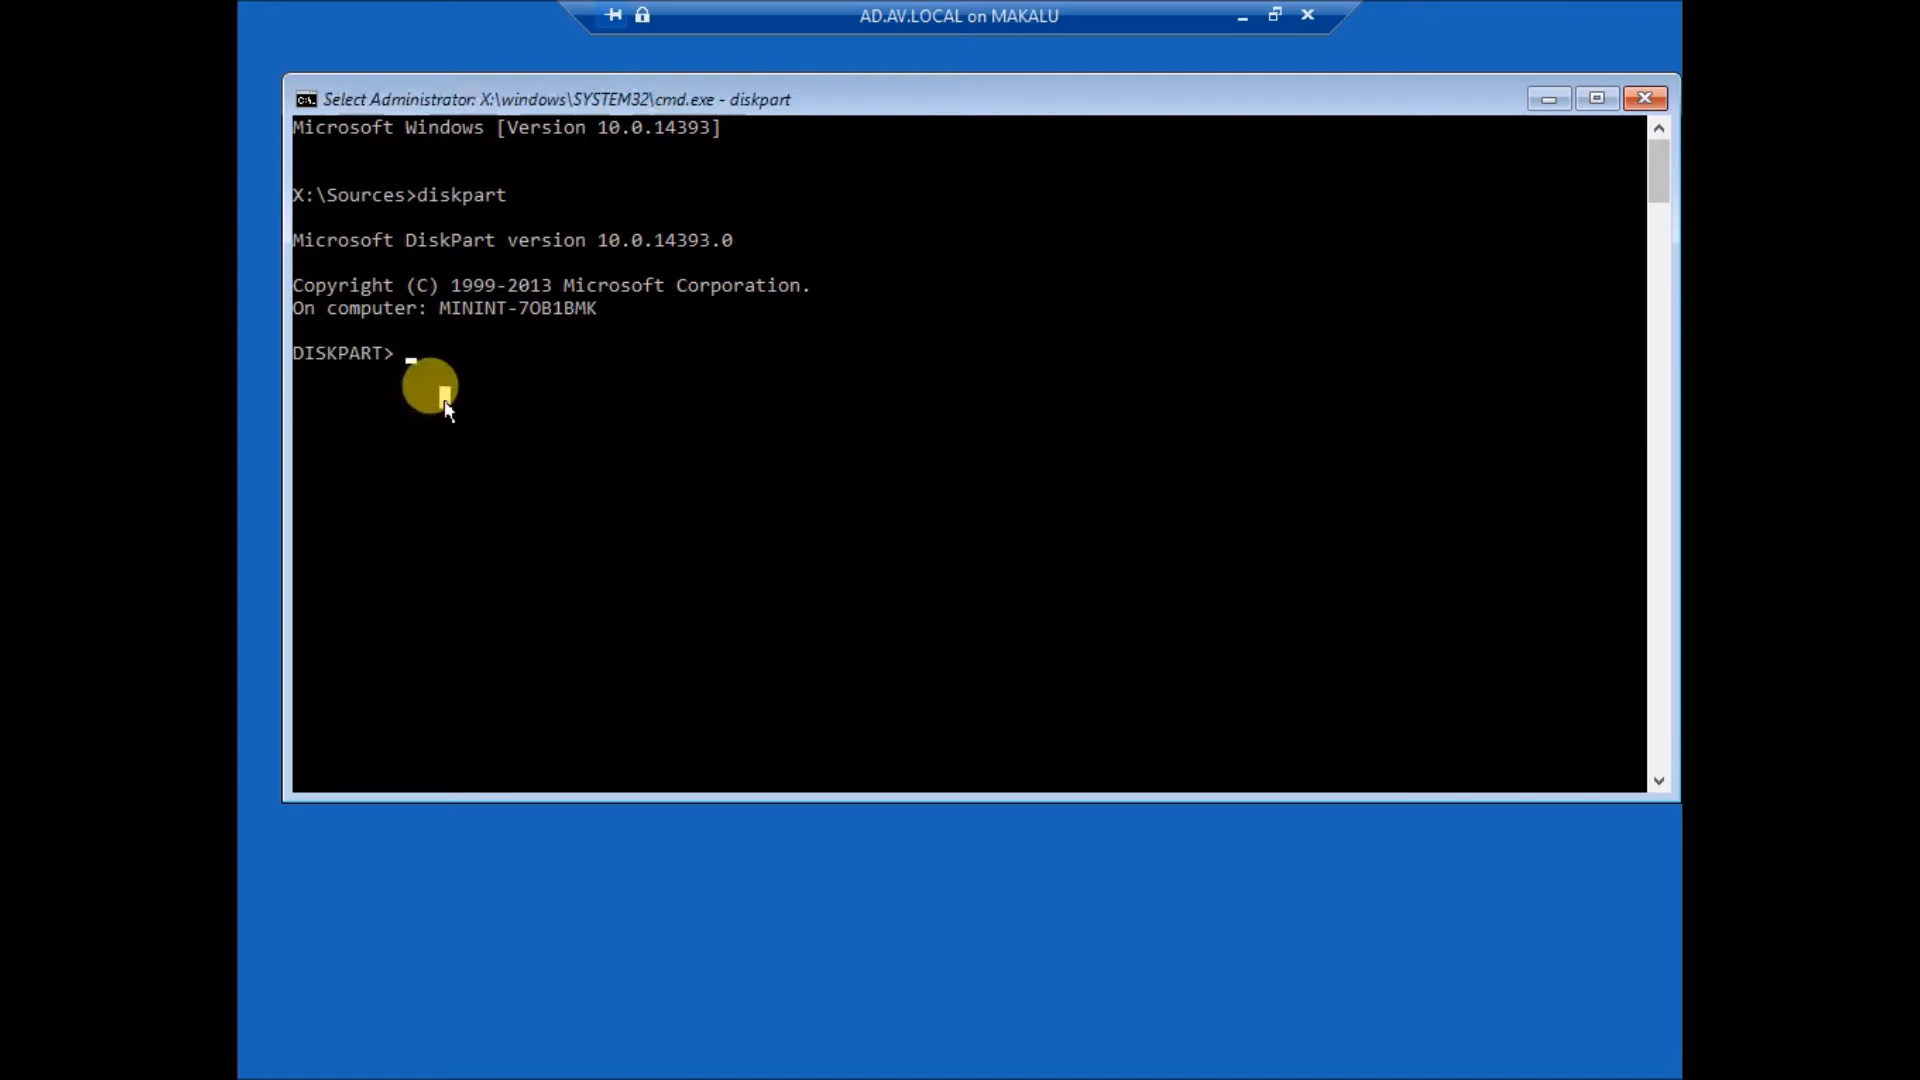 AD.AV.LOCAL on MAKALU
Select Administrator: X:\windows\SYSTEM32\cmd.exe - diskpart
Microsoft Windows [Version 10.0.14393]
X:\Sources>diskpart
Microsoft DiskPart version 10.0.14393.0
Copyright (C) 1999-2013 Microsoft Corporation.
On computer: MININT-7OB1BMK
DISKPART>